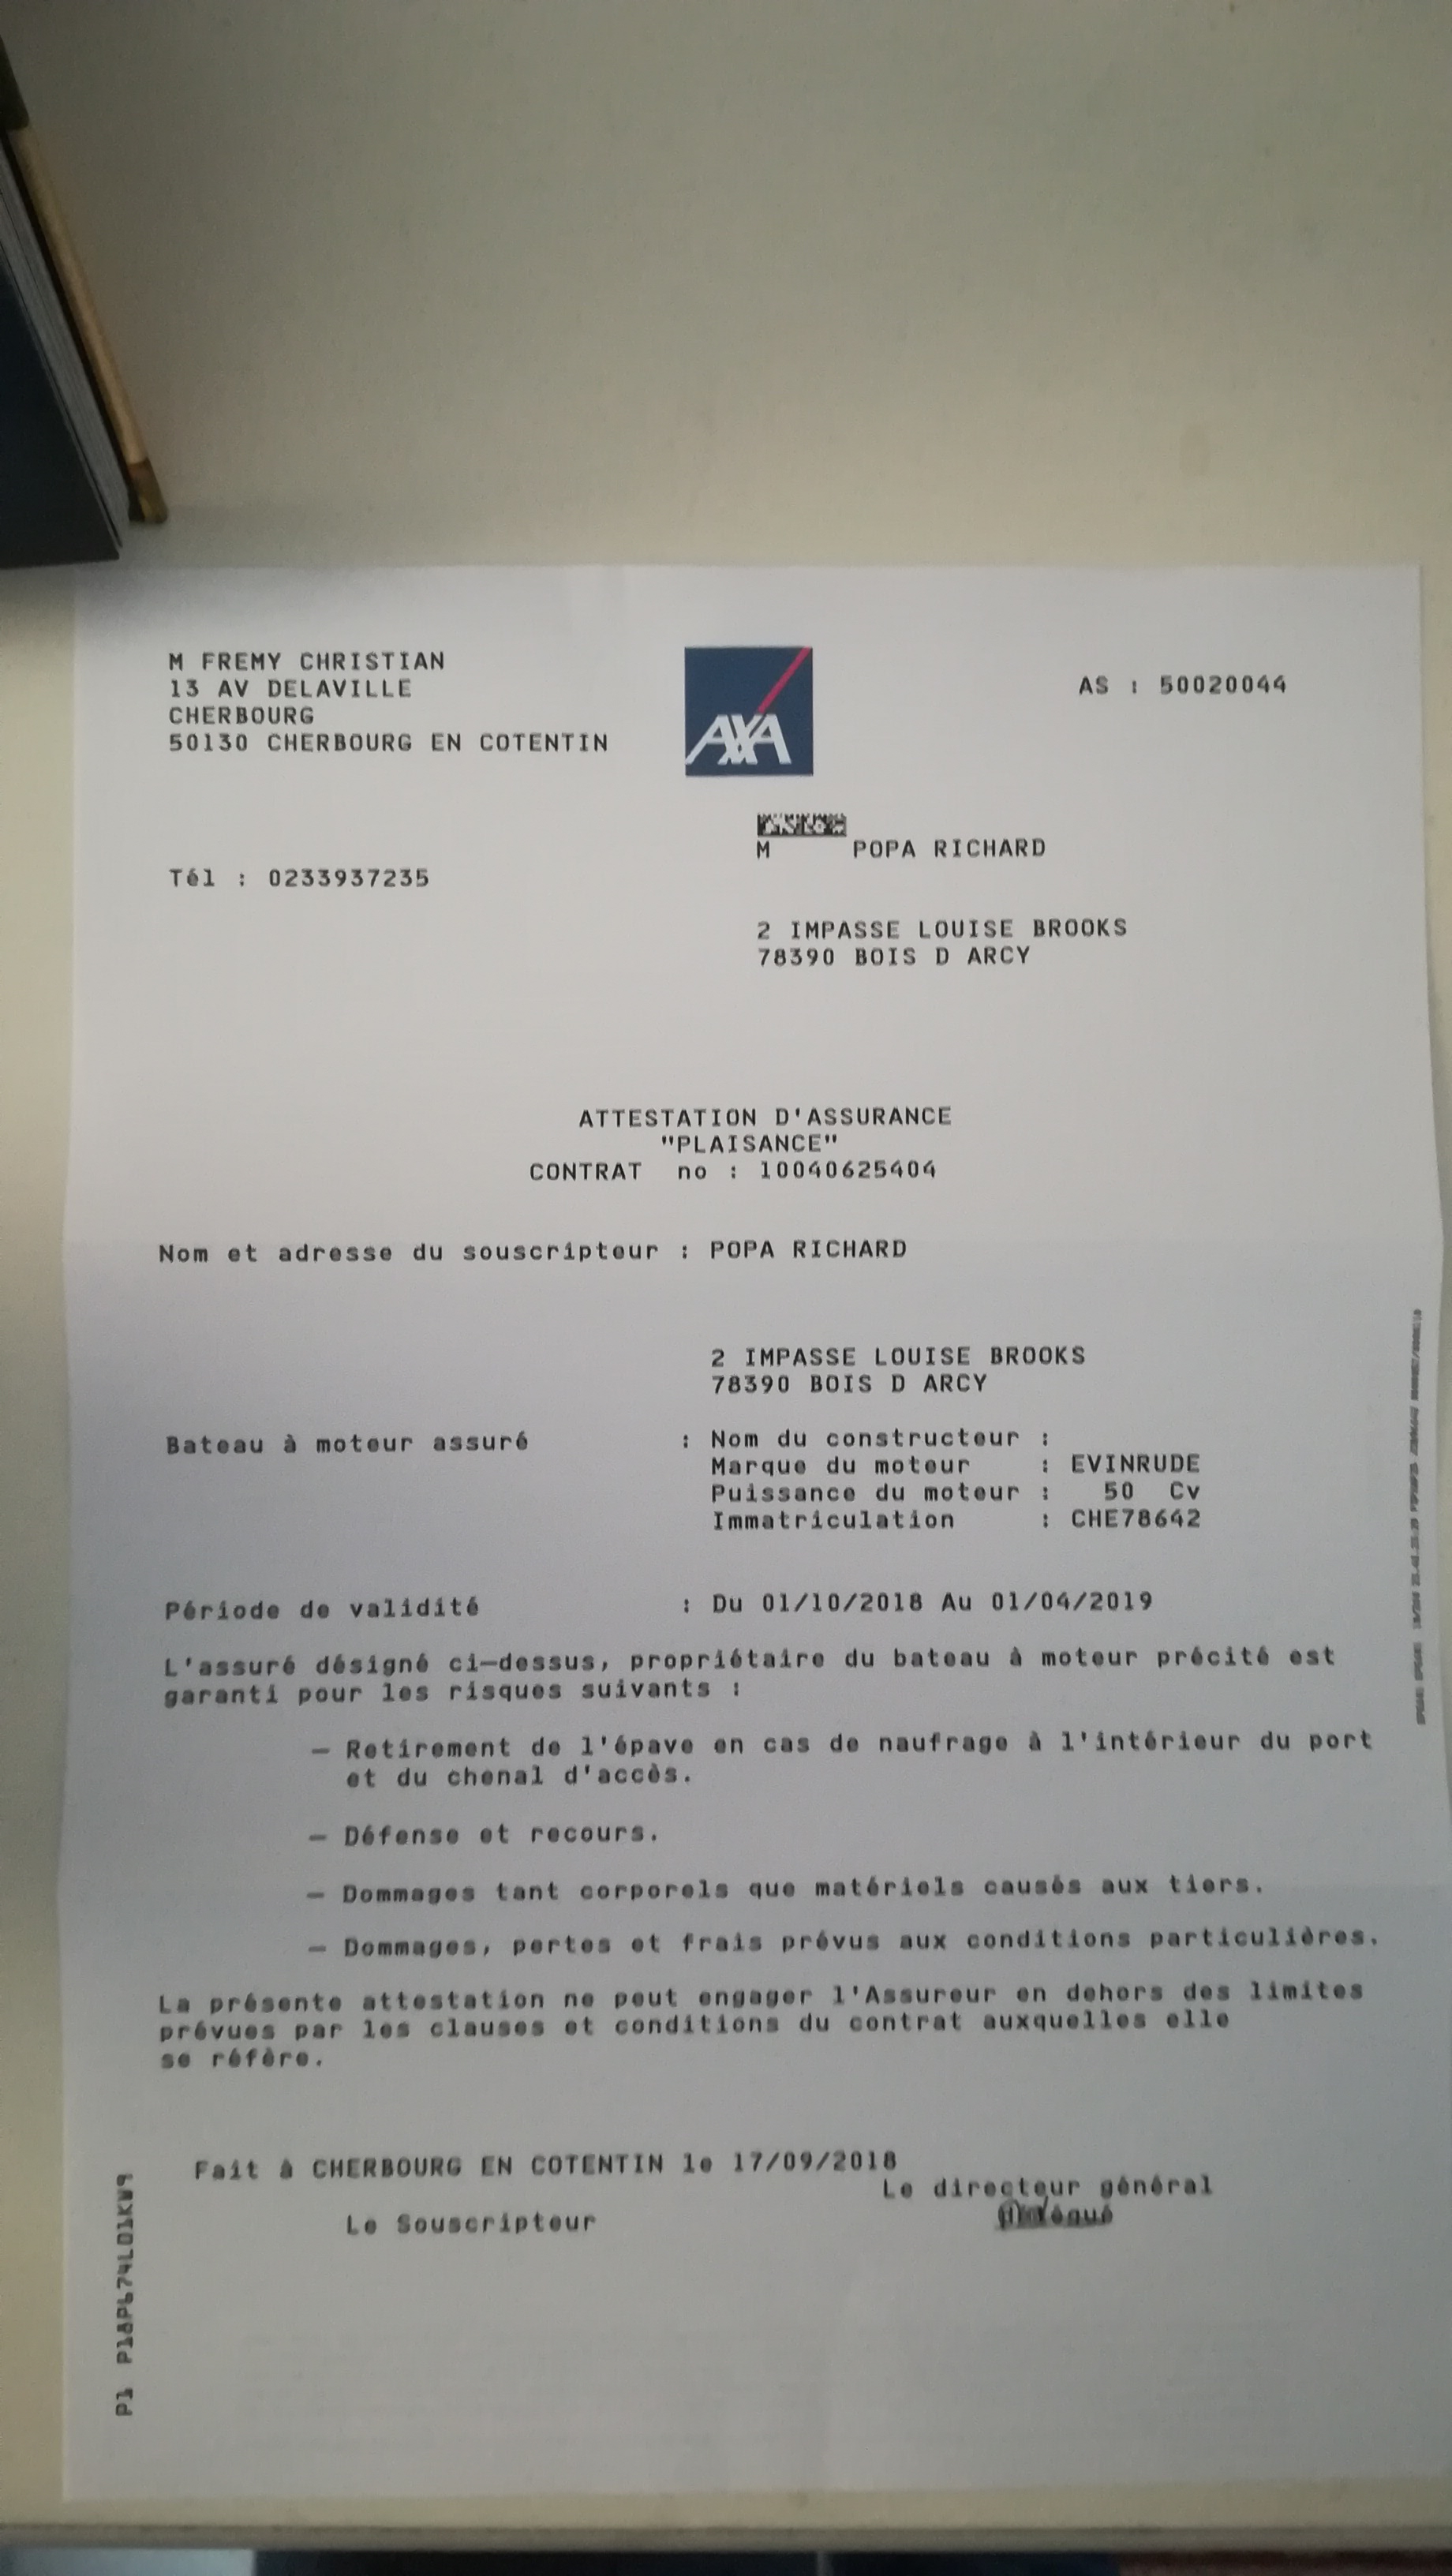 M FREMY CHRISTIAN
13 AV DELAVILLE
CHERBOURG
50130 CHERBOURG EN COTENTIN
AXA
AS : 50020044
M POPA RICHARD
Tél : 0233937235
2 IMPASSE LOUISE BROOKS
78390 BOIS D ARCY
ATTESTATION D'ASSURANCE
"PLAISANCE"
CONTRAT no : 10040625404
Nom et adresse du souscripteur : POPA RICHARD
2 IMPASSE LOUISE BROOKS
78390 BOIS D ARCY
Bateau à moteur assuré : Nom du constructeur :
Marque du moteur : EVINRUDE
Puissance du moteur : 50 Cv
Immatriculation : CHE78642
Période de validité : Du 01/10/2018 Au 01/04/2019
L'assuré désigné ci-dessus, propriétaire du bateau à moteur précité est
garanti pour les risques suivants :
- Retirement de l'épave en cas de naufrage à l'intérieur du port
et du chenal d'accès.
- Défense et recours.
- Dommages tant corporels que matériels causés aux tiers.
- Dommages, pertes et frais prévus aux conditions particulières.
La présente attestation ne peut engager l'Assureur en dehors des limites
prévues par les clauses et conditions du contrat auxquelles elle
se réfère.
Fait à CHERBOURG EN COTENTIN le 17/09/2018
Le directeur général
Le Souscripteur
P1 P18P674L01KW9